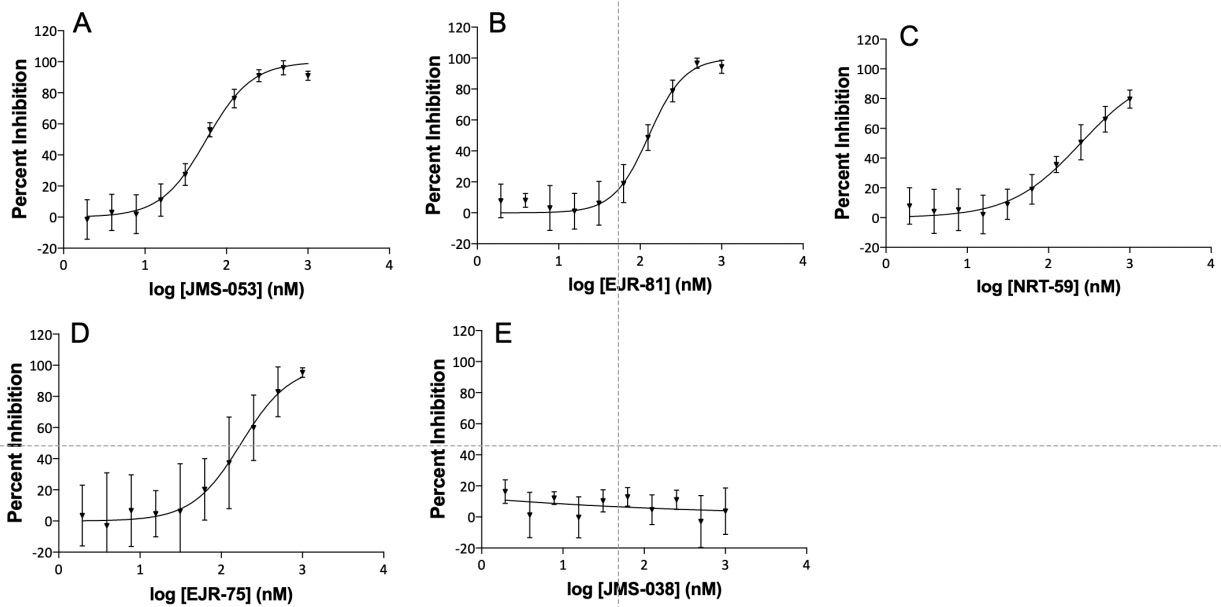 A
120
100
80
60
40
20
0
-20
0 1 2 3 4
Percent Inhibition
log [JMS-053] (nM)
B
120
100
80
60
40
20
0
-20
0 1 2 3 4
Percent Inhibition
log [EJR-81] (nM)
C
120
100
80
60
40
20
0
-20
0 1 2 3 4
Percent Inhibition
log [NRT-59] (nM)
D
120
100
80
60
40
20
0
-20
0 1 2 3 4
Percent Inhibition
log [EJR-75] (nM)
E
120
100
80
60
40
20
0
-20
0 1 2 3 4
Percent Inhibition
log [JMS-038] (nM)